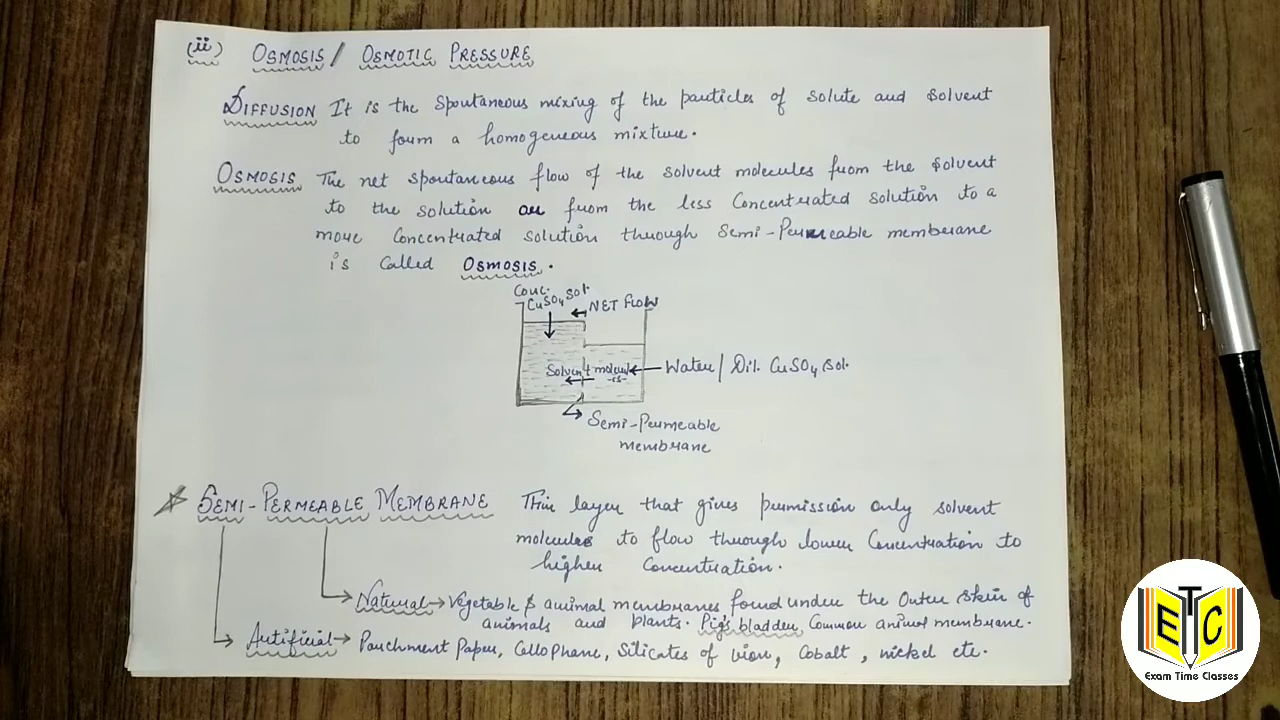 (ii) OSMOSIS / OSMOTIC PRESSURE
DIFFUSION It is the spontaneous mixing of the particles of solute and solvent
to form a homogeneous mixture.
OSMOSIS The net spontaneous flow of the solvent molecules from the solvent
to the solution or from the less concentrated solution to a
more concentrated solution through semi-permeable membrane
is called OSMOSIS.
Conc.
CuSO4 Sol.
NET FLOW
Solvent molecul
-es-
Water / Dil. CuSO4 Sol.
Semi-Permeable
membrane
SEMI-PERMEABLE MEMBRANE Thin layer that gives permission only solvent
molecules to flow through lower concentration to
higher concentration.
Natural → Vegetable & animal membranes found under the Outer skin of
animals and plants. Pig's bladder, Common animal membrane.
Artificial → Parchment Paper, Cellophane, Silicates of iron, Cobalt, nickel etc.
ETC
Exam Time Classes